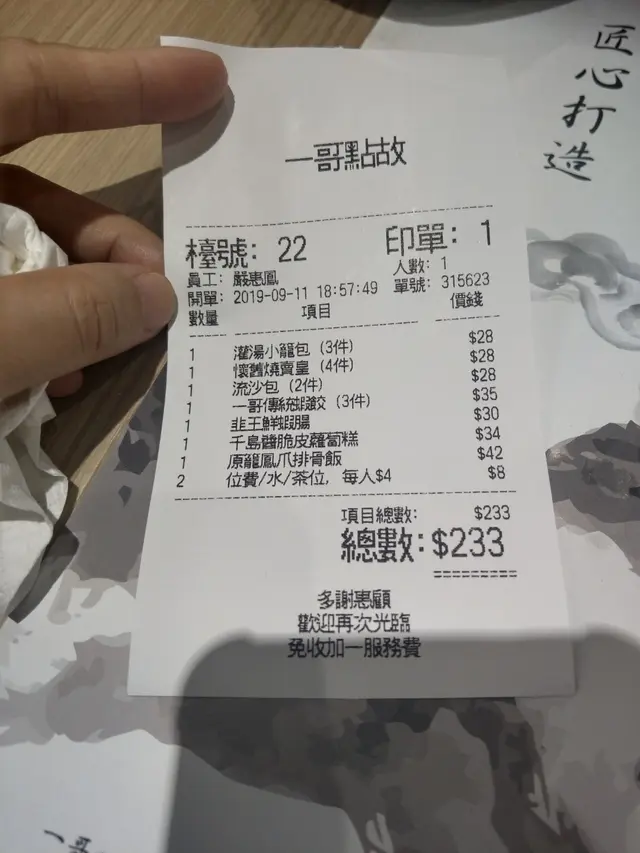 匠心打造
一哥點故
檯號: 22 印單: 1
員工: 嚴惠鳳 人數: 1
開單: 2019-09-11 18:57:49 單號: 315623
數量 項目 價錢
1 灌湯小籠包 (3件) $28
1 懷舊燒賣皇 (4件) $28
1 流沙包 (2件) $28
1 一哥傳統蝦餃 (3件) $35
1 韭王鮮蝦腸 $30
1 千島醬脆皮蘿蔔糕 $34
1 原籠鳳爪排骨飯 $42
2 位費/水/茶位, 每人$4 $8
項目總數: $233
總數: $233
多謝惠顧
歡迎再次光臨
免收加一服務費
一哥